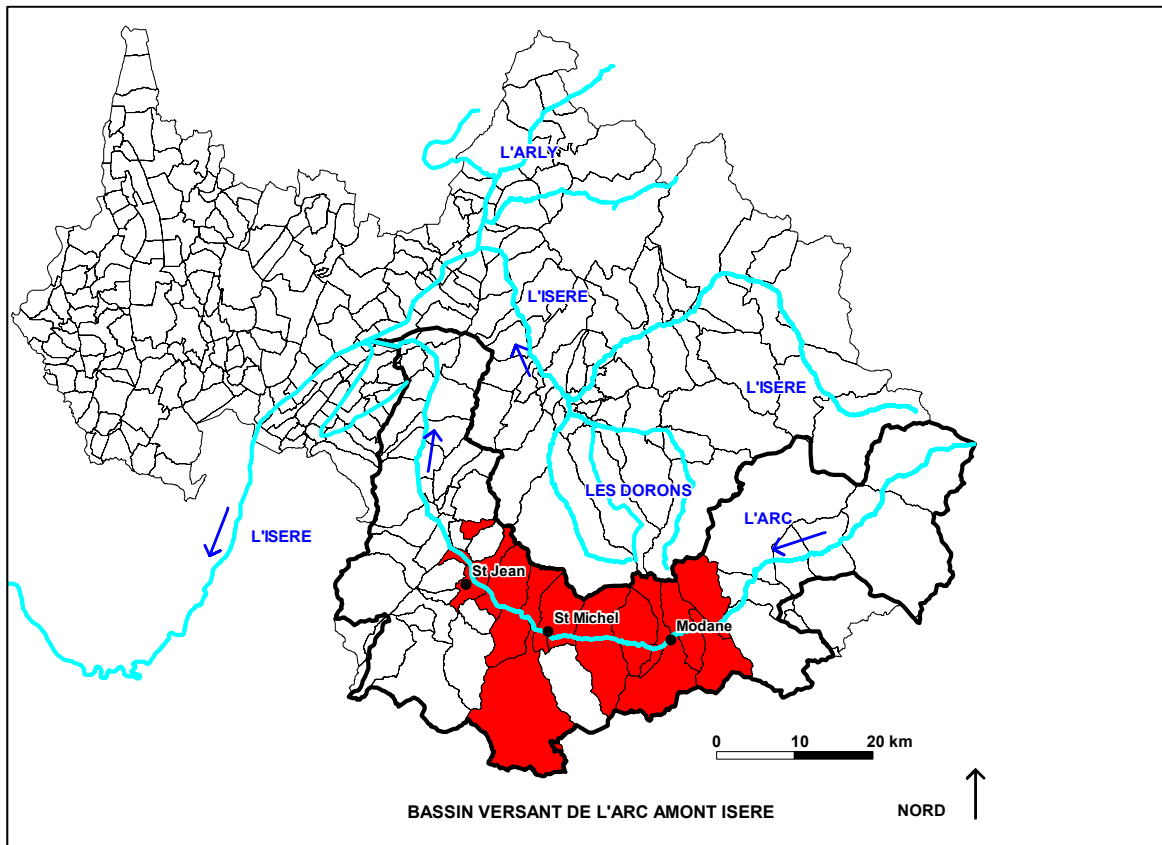 L'ARLY
L'ISERE
L'ISERE
LES DORONS
L'ARC
L'ISERE
St Jean
St Michel
Modane
0 10 20 km
BASSIN VERSANT DE L'ARC AMONT ISERE
NORD